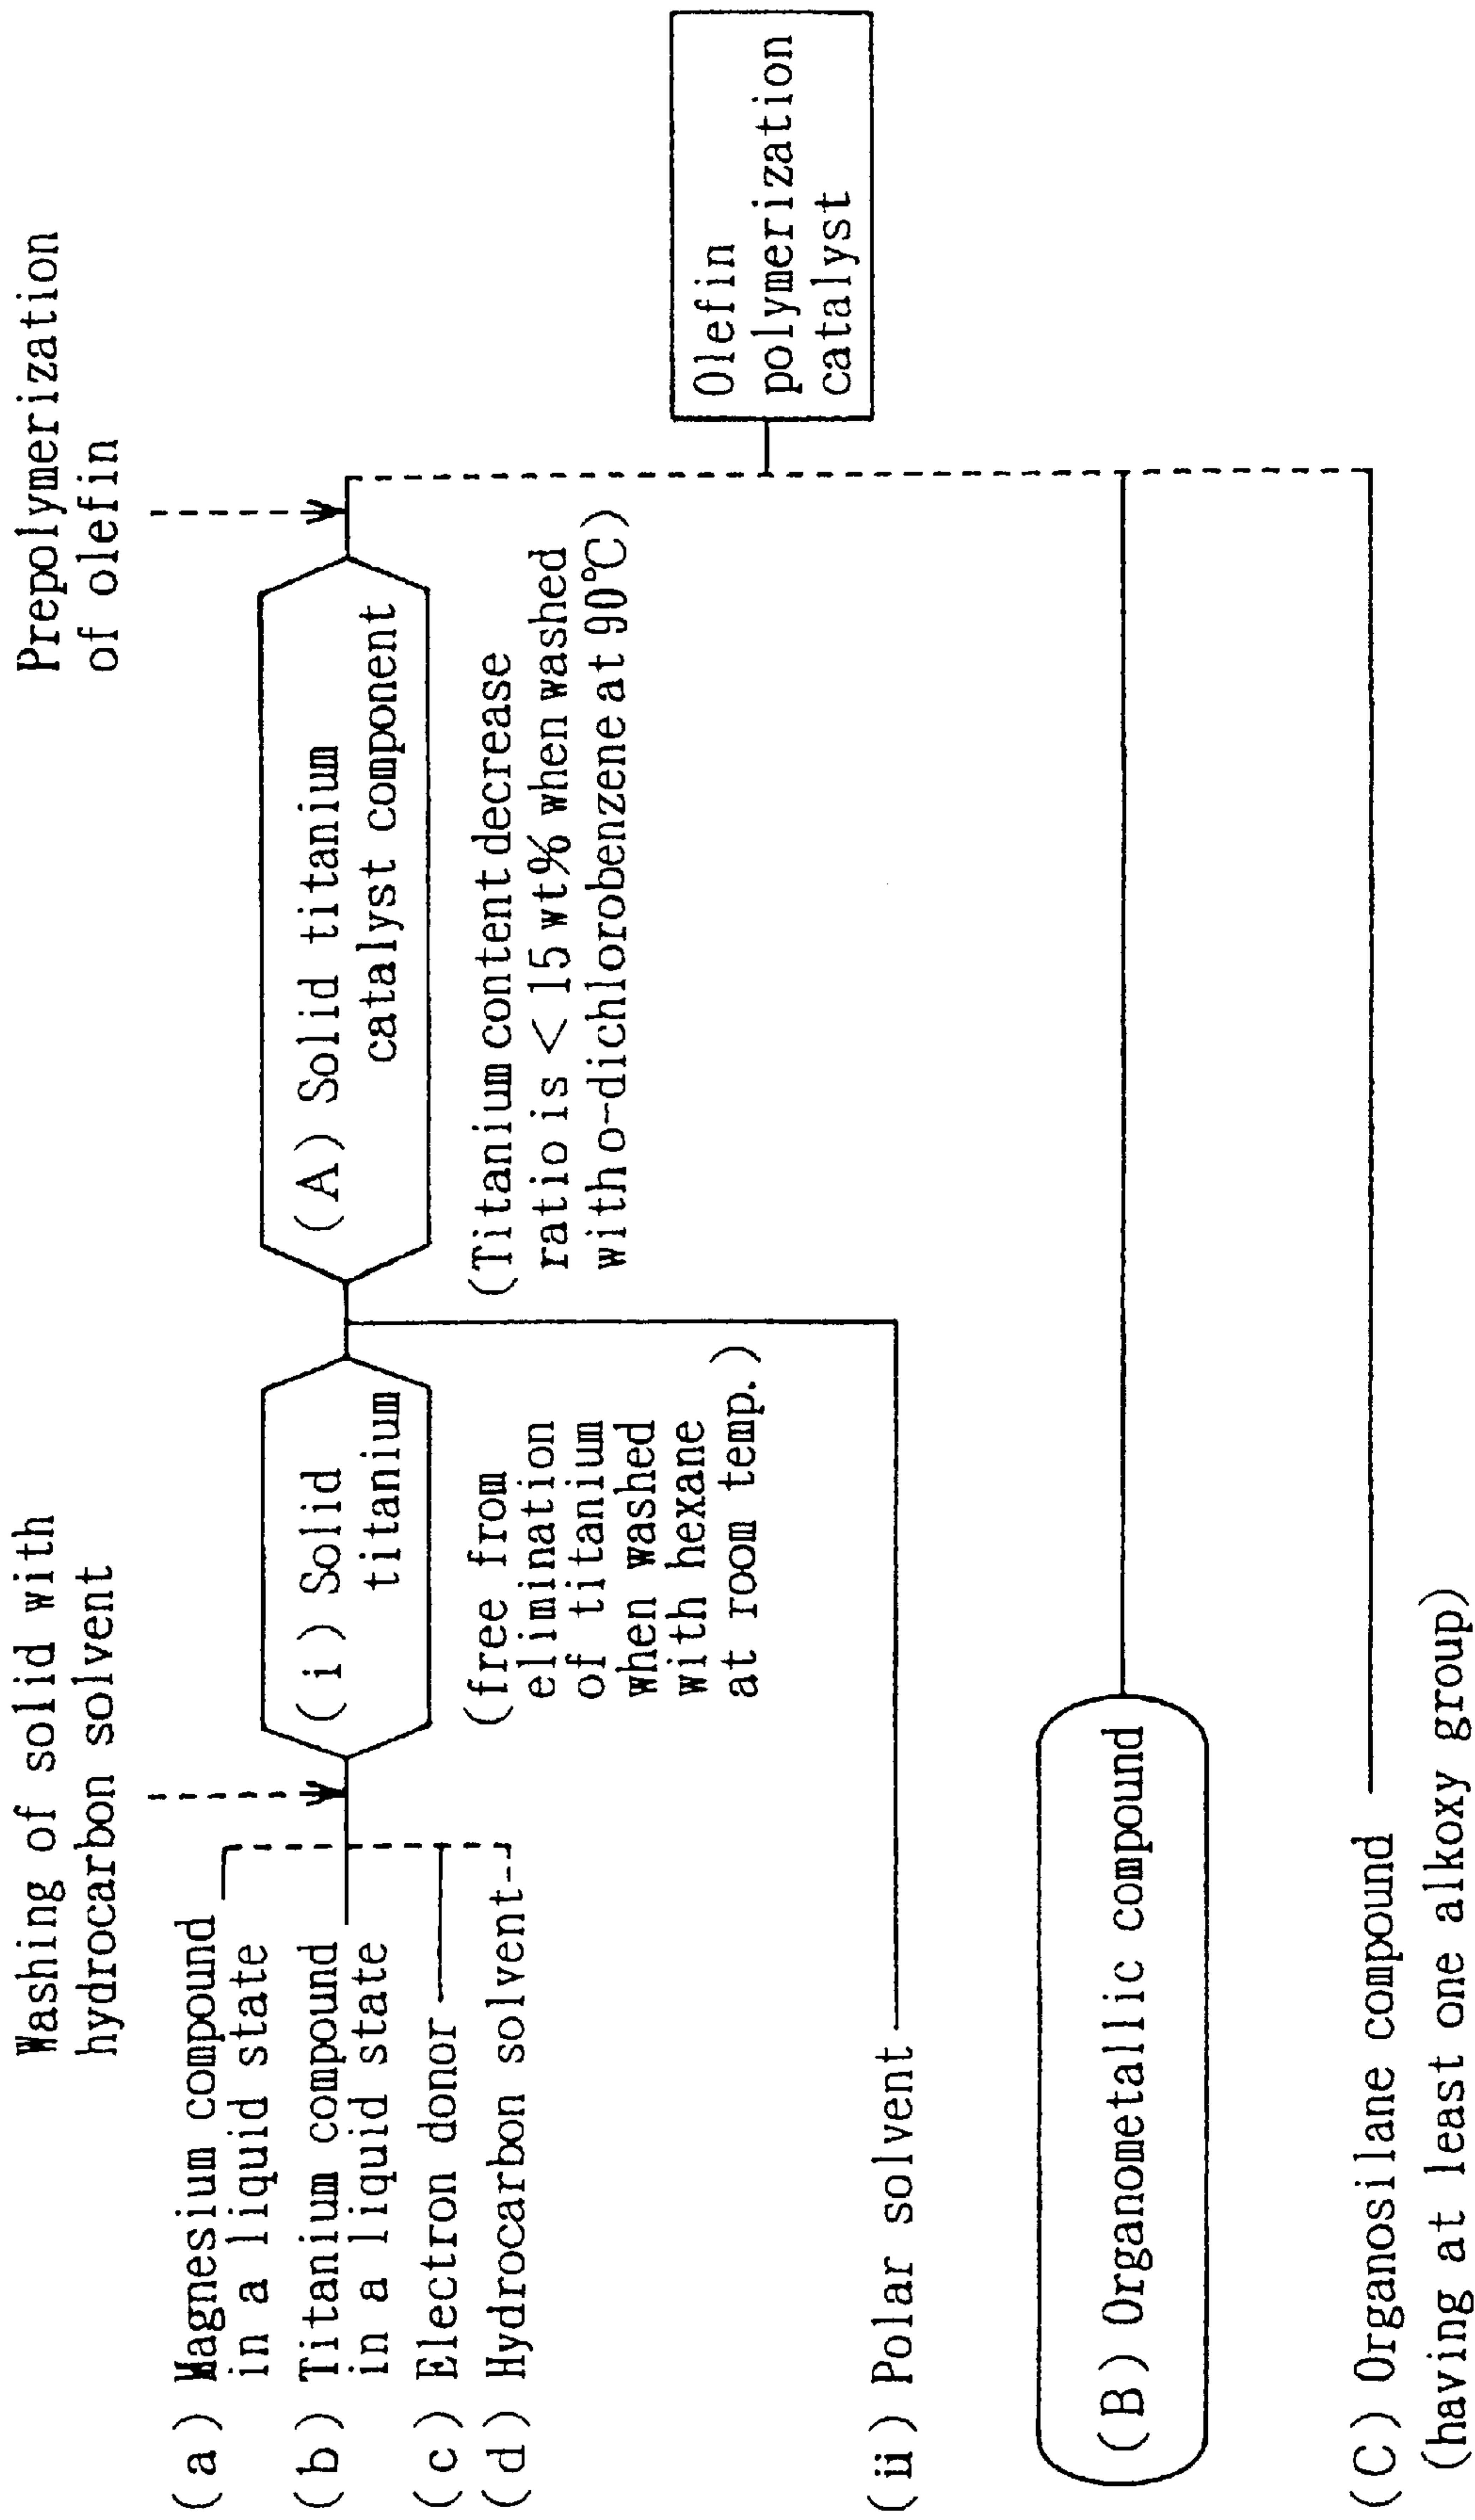 Washing of solid with
hydrocarbon solvent
Prepolymerization
of olefin
(a) Magnesium compound
in a liquid state
(b) Titanium compound
in a liquid state
(c) Electron donor
(d) Hydrocarbon solvent
(i) Solid
titanium
(free from
elimination
of titanium
when washed
with hexane
at room temp.)
(A) Solid titanium
catalyst component
(Titanium content decrease
ratio is < 15 wt% when washed
with o-dichlorobenzene at 90°C)
(ii) Polar solvent
(B) Organometallic compound
(C) Organosilane compound
(having at least one alkoxy group)
Olefin
polymerization
catalyst